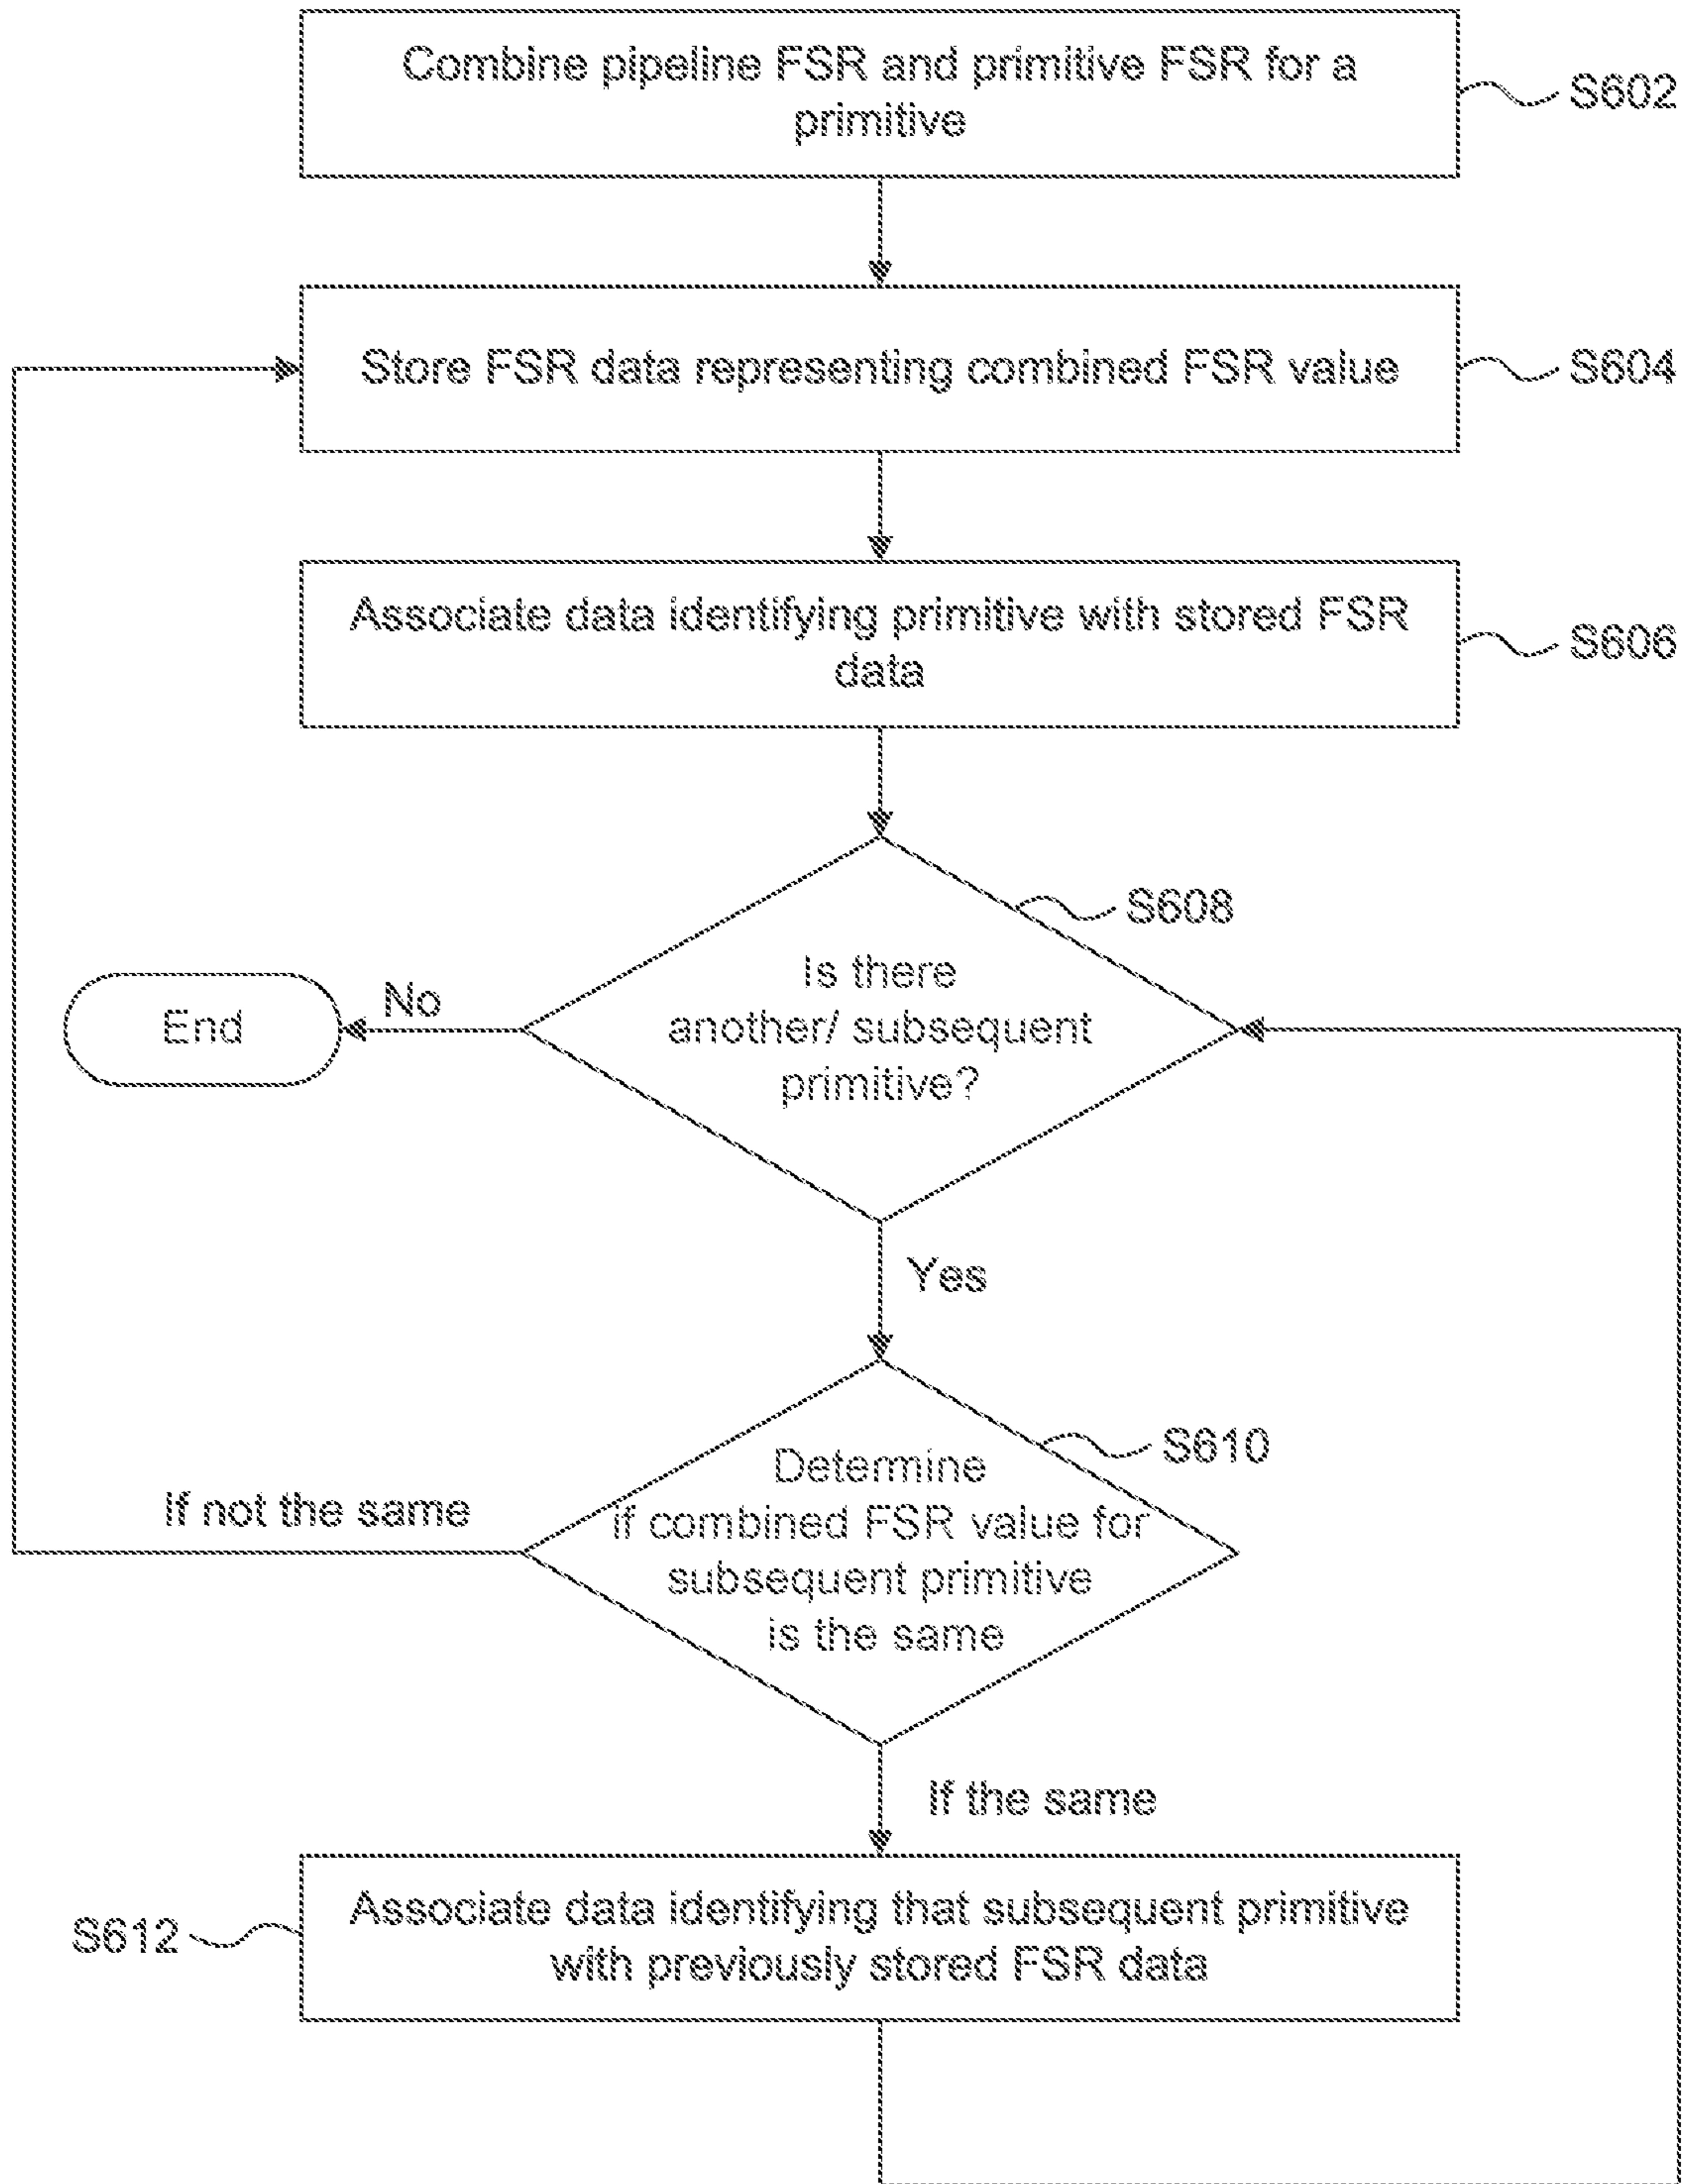 Combine pipeline FSR and primitive FSR for a
primitive
S602
Store FSR data representing combined FSR value
S604
Associate data identifying primitive with stored FSR
data
S606
S608
Is there
another/ subsequent
primitive?
No
End
Yes
S610
Determine
if combined FSR value for
subsequent primitive
is the same
If not the same
If the same
Associate data identifying that subsequent primitive
with previously stored FSR data
S612